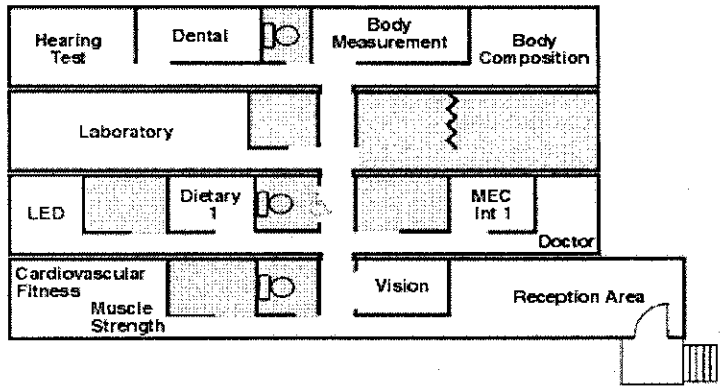 Hearing
Test
Dental
Body
Measurement
Body
Composition
Laboratory
LED
Dietary
1
MEC
Int 1
Doctor
Cardiovascular
Fitness
Muscle
Strength
Vision
Reception Area